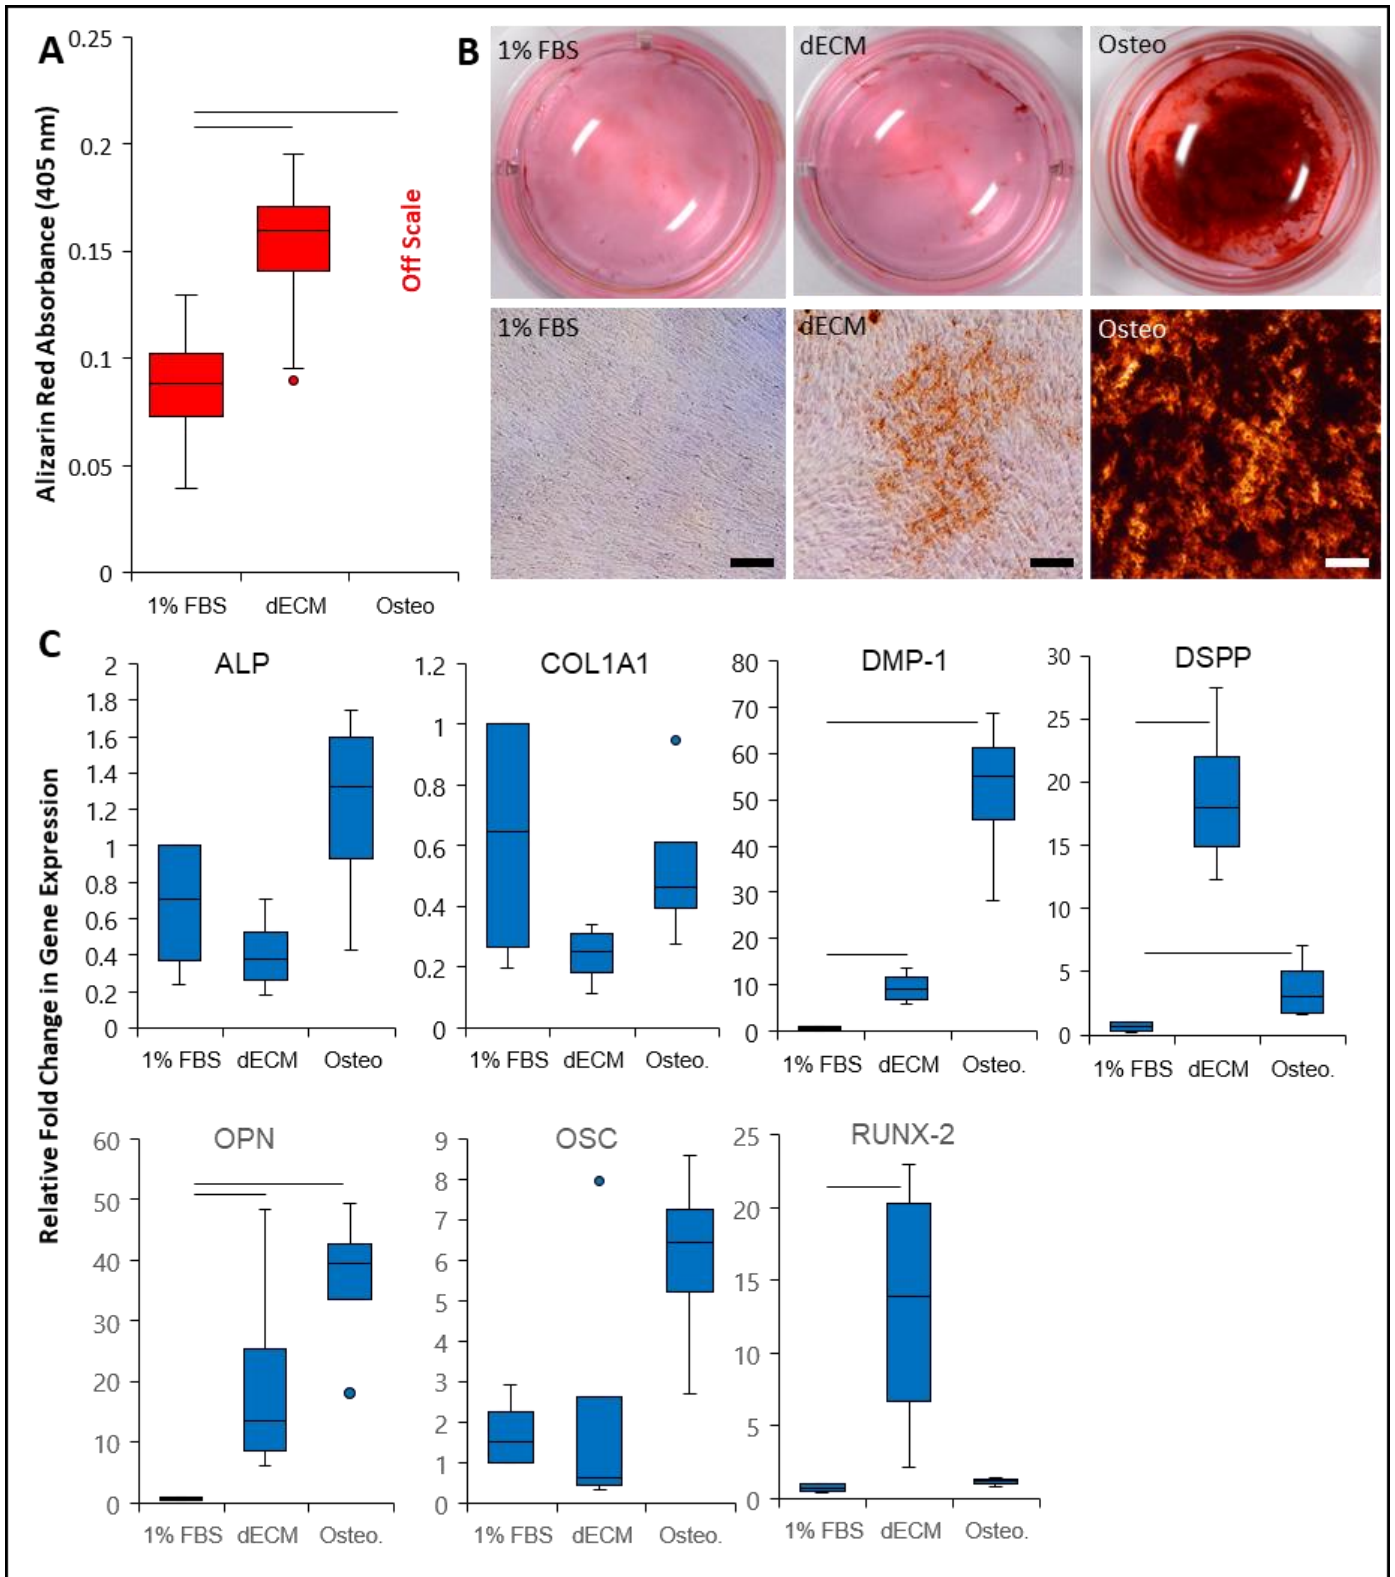 A
Alizarin Red Absorbance (405 nm)
0.25
0.2
0.15
0.1
0.05
0
Off Scale
1% FBS dECM Osteo
B
1% FBS dECM Osteo
1% FBS dECM Osteo
C
Relative Fold Change in Gene Expression
ALP
2
1.8
1.6
1.4
1.2
1
0.8
0.6
0.4
0.2
0
1% FBS dECM Osteo
COL1A1
1.2
1
0.8
0.6
0.4
0.2
0
1% FBS dECM Osteo.
DMP-1
80
70
60
50
40
30
20
10
0
1% FBS dECM Osteo.
DSPP
30
25
20
15
10
5
0
1% FBS dECM Osteo.
OPN
60
50
40
30
20
10
0
1% FBS dECM Osteo.
OSC
9
8
7
6
5
4
3
2
1
0
1% FBS dECM Osteo.
RUNX-2
25
20
15
10
5
0
1% FBS dECM Osteo.